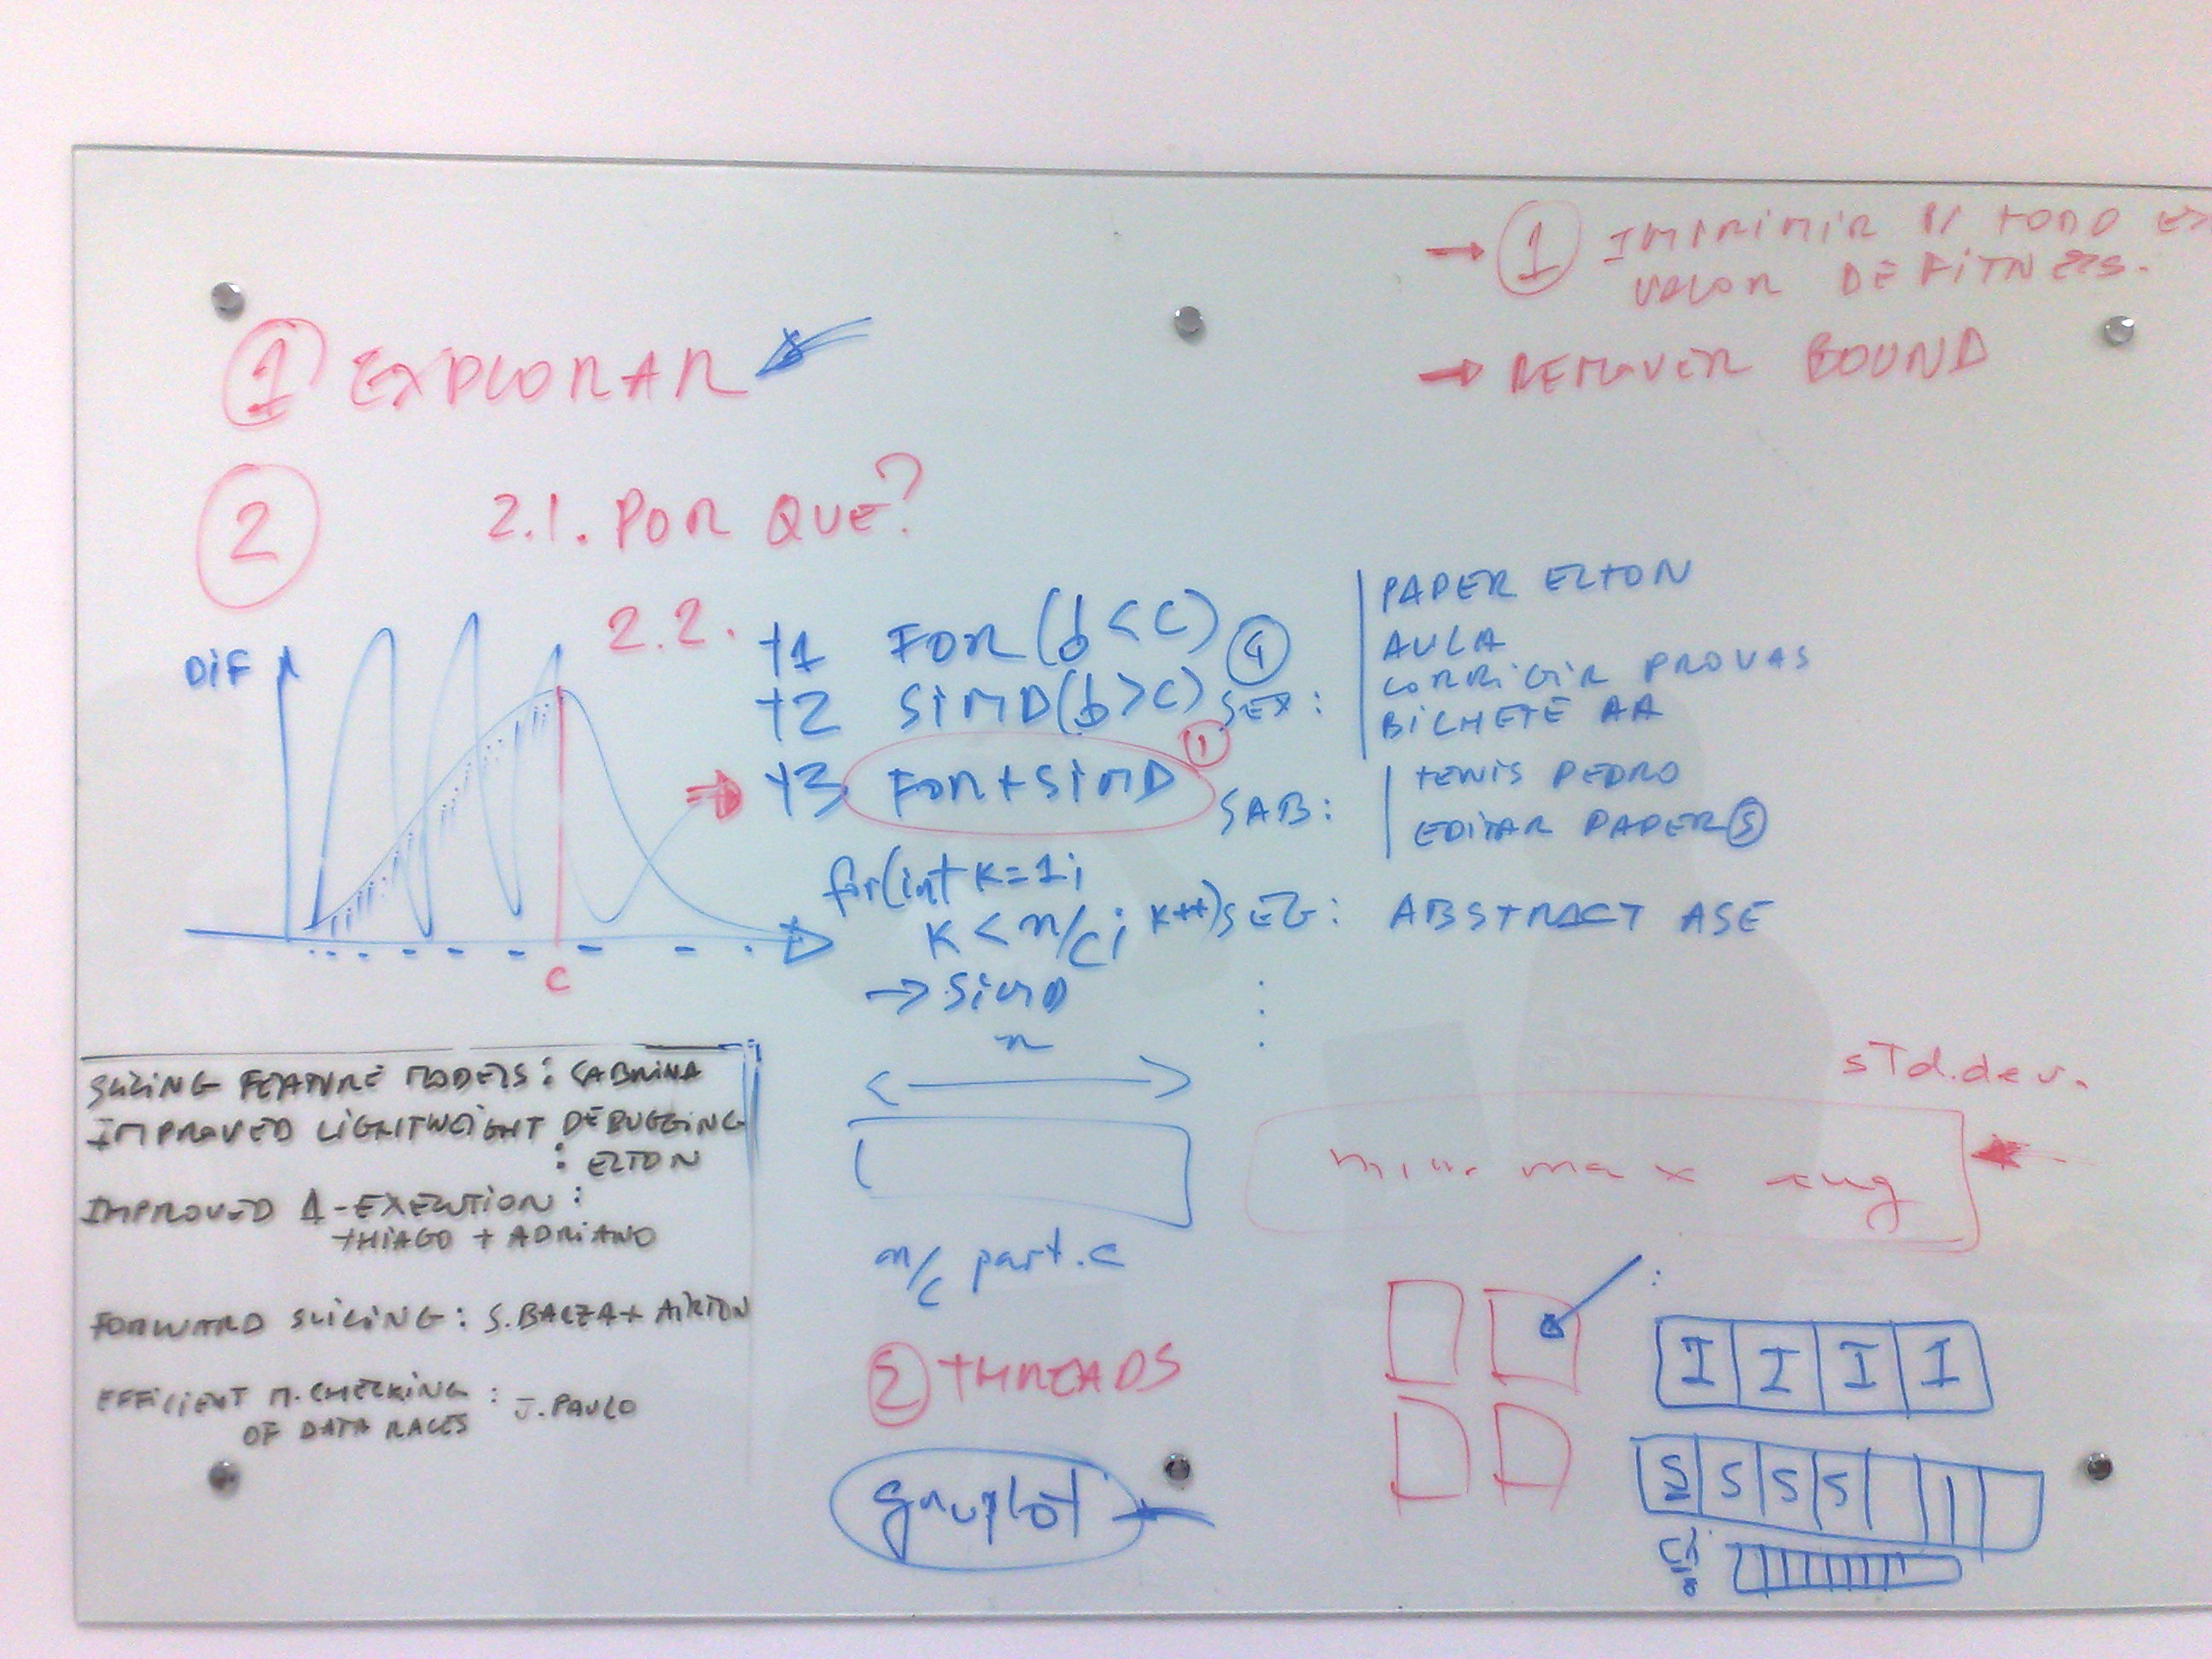 → 1 IMPRIMIR P/ TODO
VALOR DE FITNESS.
→ REMOVER BOUND
1 EXPLORAR
2
2.1. POR QUE?
2.2. t1 FOR (b < C) 4
t2 SIMD (b > C)
t3 FOR + SIMD 1
DIF
C
for(int k=1;
k < n/c; k++)
→ SIMD
n
n/c part. c
2 THREADS
gnuplot
SEX:
PAPER ELTON
AULA
CORRIGIR PROVAS
BILHETE AA
SAB:
TENIS PEDRO
EDITAR PAPER S
SEG: ABSTRACT ASE
SLICING FEATURE MODELS: SABRINA
IMPROVED LIGHTWEIGHT DEBUGGING
: ELTON
IMPROVED Δ-EXECUTION:
THIAGO + ADRIANO
FORWARD SLICING: S.BALZA + AIRTON
EFFICIENT M. CHECKING : J. PAULO
OF DATA RACES
std.dev.
min. max avg
I I I I
S S S S